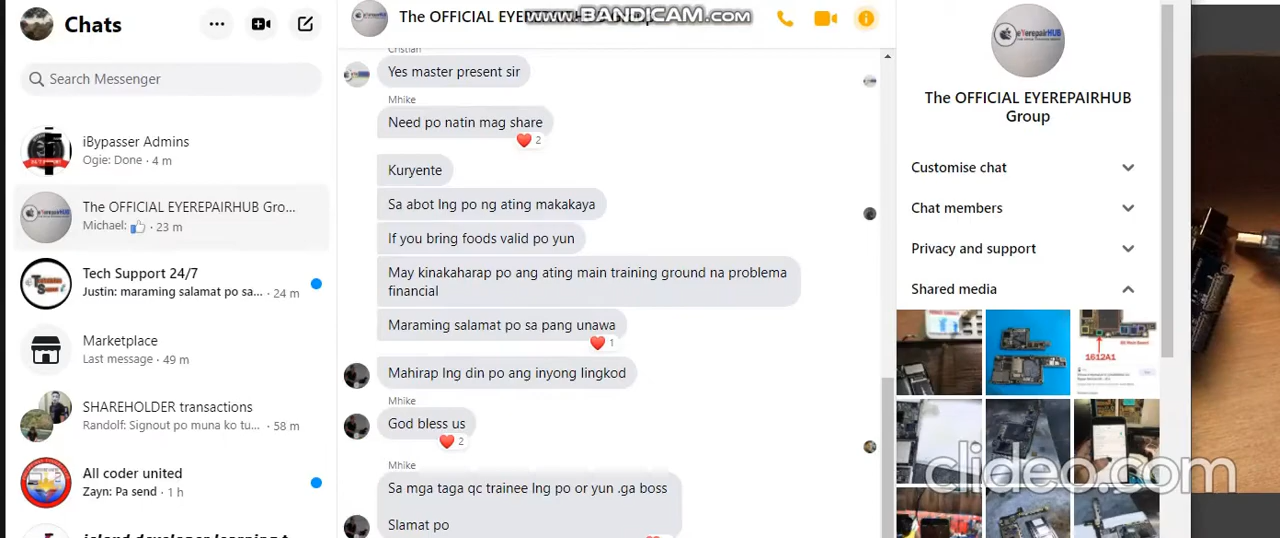 Chats
Search Messenger
iBypasser Admins
Ogie: Done · 4 m
The OFFICIAL EYEREPAIRHUB Gro...
Michael: 👍 · 23 m
Tech Support 24/7
Justin: maraming salamat po sa... · 24 m
Marketplace
Last message · 49 m
SHAREHOLDER transactions
Randolf: Signout po muna ko tu... · 58 m
All coder united
Zayn: Pa send · 1 h
The OFFICIAL EYE
www.BANDICAM.com
Cristian
Yes master present sir
Mhike
Need po natin mag share
2
Kuryente
Sa abot lng po ng ating makakaya
If you bring foods valid po yun
May kinakaharap po ang ating main training ground na problema
financial
Maraming salamat po sa pang unawa
1
Mahirap lng din po ang inyong lingkod
Mhike
God bless us
2
Mhike
Sa mga taga qc trainee lng po or yun .ga boss
Slamat po
eYerepairHUB
The OFFICIAL EYEREPAIRHUB
Group
Customise chat
Chat members
Privacy and support
Shared media
1612A1
clideo.com